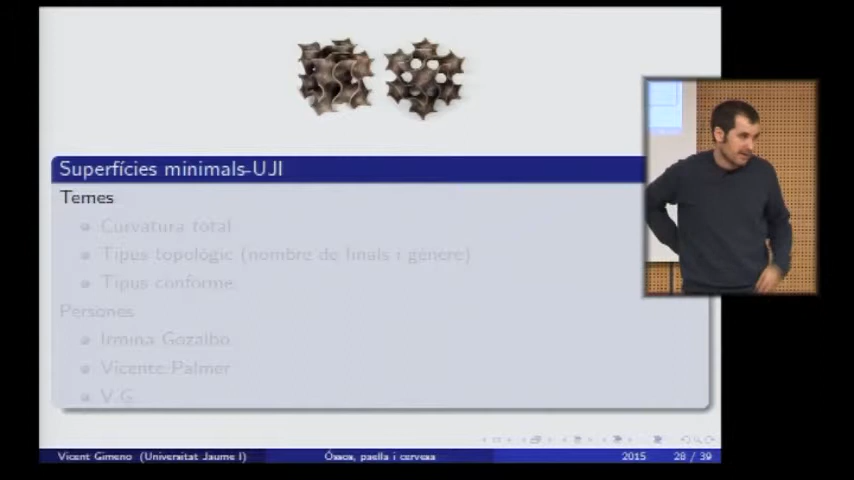 Superfícies minimals-UJI
Temes
Curvatura total
Tipus topològic (nombre de finals i gènere)
Tipus conforme.
Persones
Irmina Gozalbo
Vicente Palmer
V.G.
Vicent Gimeno (Universitat Jaume I)
Óssos, paella i cervesa
2015
28 / 39